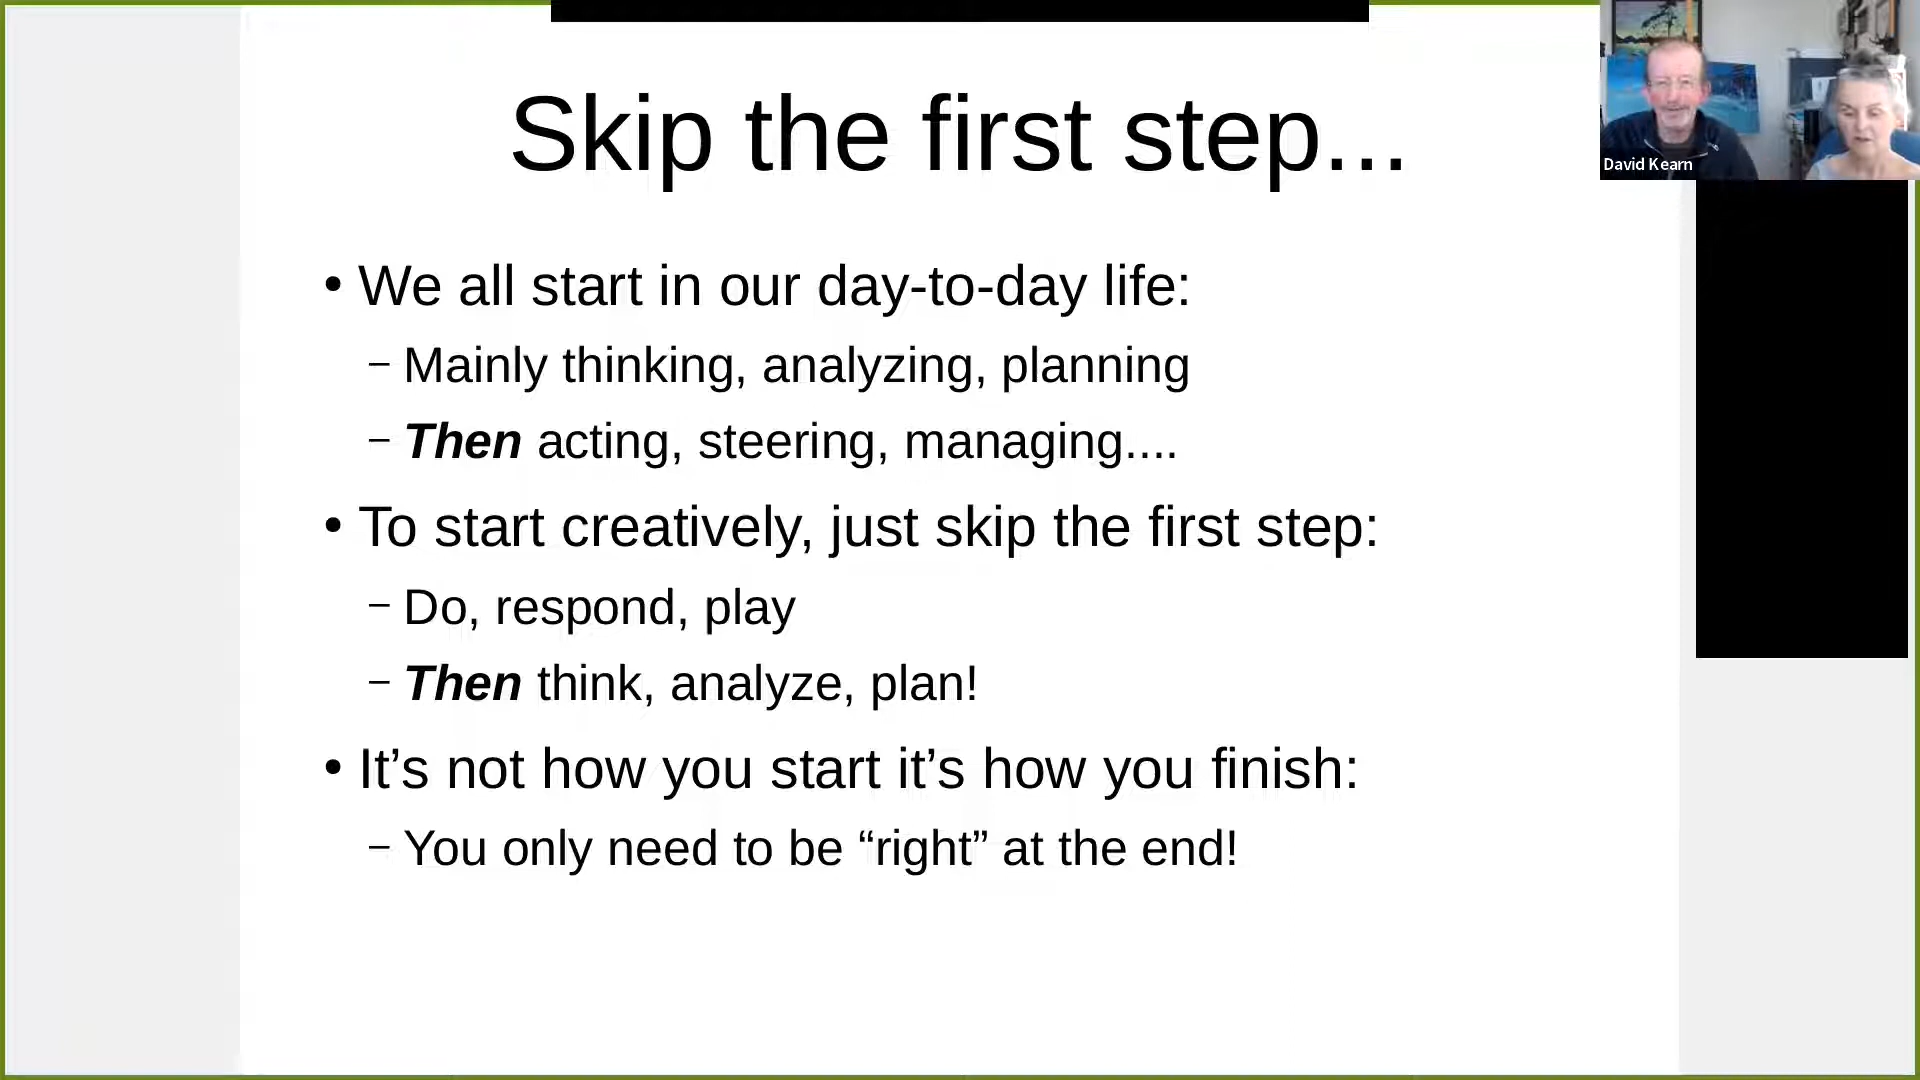 Skip the first step...
David Kearn
• We all start in our day-to-day life:
– Mainly thinking, analyzing, planning
– Then acting, steering, managing....
• To start creatively, just skip the first step:
– Do, respond, play
– Then think, analyze, plan!
• It’s not how you start it’s how you finish:
– You only need to be “right” at the end!